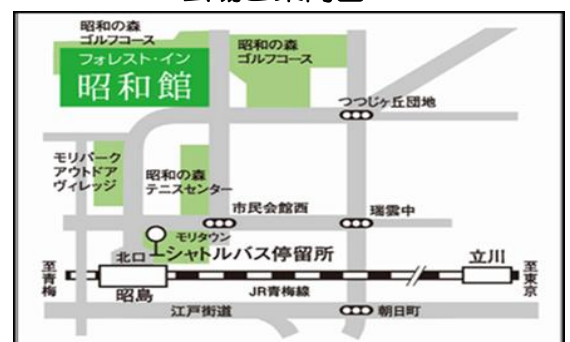 昭和の森
ゴルフコース
昭和の森
ゴルフコース
フォレスト・イン
昭和館
つつじヶ丘団地
モリパーク
アウトドア
ヴィレッジ
昭和の森
テニスセンター
市民会館西
瑞雲中
モリタウン
シャトルバス停留所
北口
立川
至青梅
至東京
昭島
JR青梅線
江戸街道
朝日町